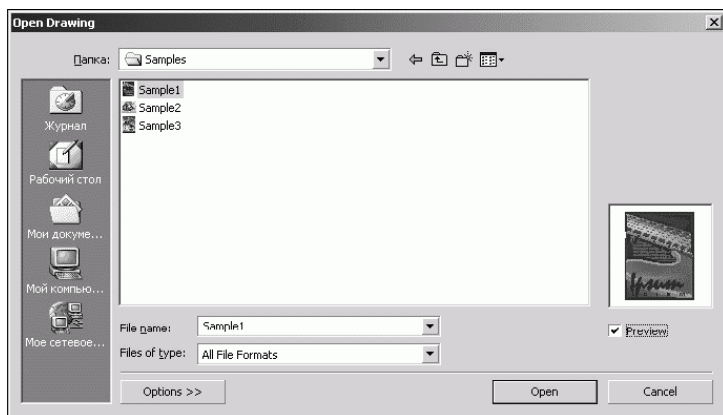 Open Drawing
Папка: Samples
Sample1
Sample2
Sample3
Журнал
Рабочий стол
Мои докуме...
Мой компью...
Мое сетевое...
File name: Sample1
Files of type: All File Formats
Preview
Options >>
Open
Cancel
Ipsum